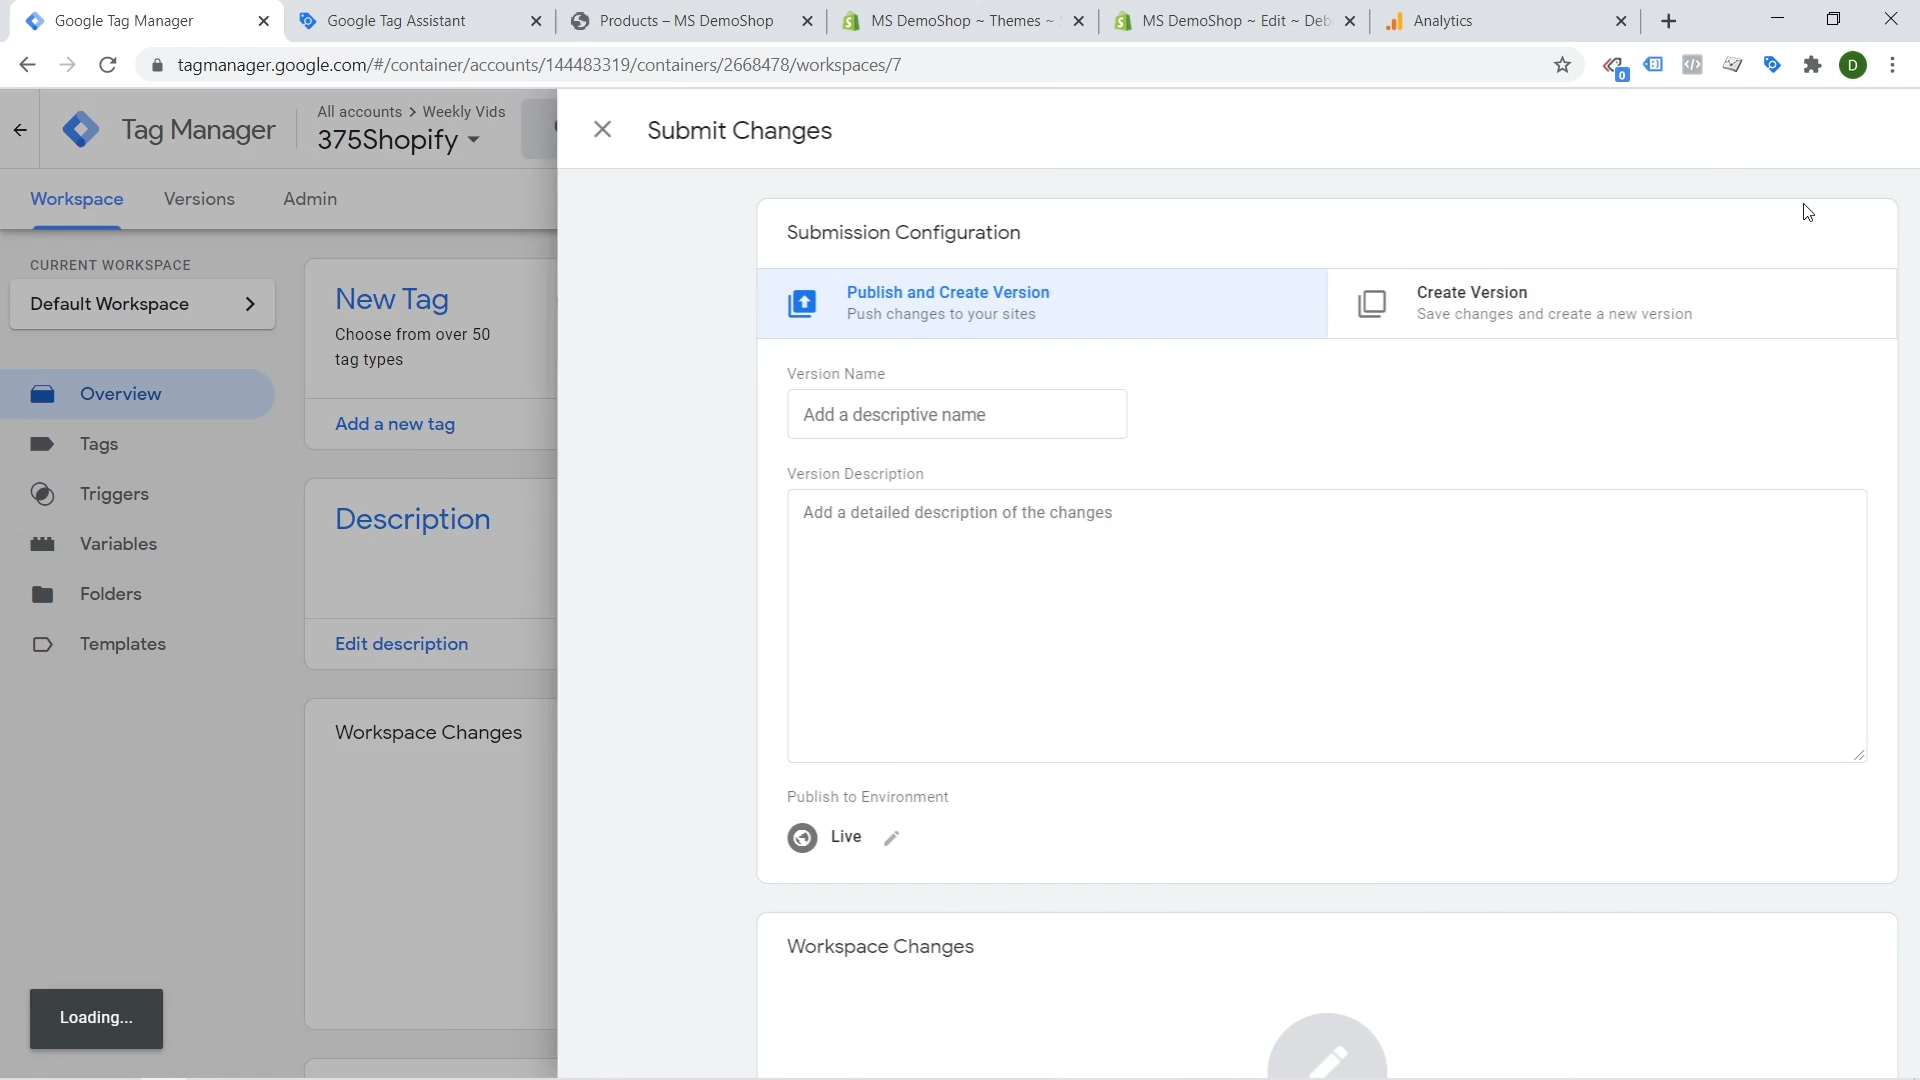 Google Tag Manager
Google Tag Assistant
Products – MS DemoShop
MS DemoShop ~ Themes ~
MS DemoShop ~ Edit ~ Deb
Analytics
tagmanager.google.com/#/container/accounts/144483319/containers/2668478/workspaces/7
0
D
Tag Manager
All accounts > Weekly Vids
375Shopify
Submit Changes
Workspace
Versions
Admin
CURRENT WORKSPACE
Default Workspace
Overview
Tags
Triggers
Variables
Folders
Templates
New Tag
Choose from over 50
tag types
Add a new tag
Description
Edit description
Workspace Changes
Loading...
Submission Configuration
Publish and Create Version
Push changes to your sites
Create Version
Save changes and create a new version
Version Name
Add a descriptive name
Version Description
Add a detailed description of the changes
Publish to Environment
Live
Workspace Changes